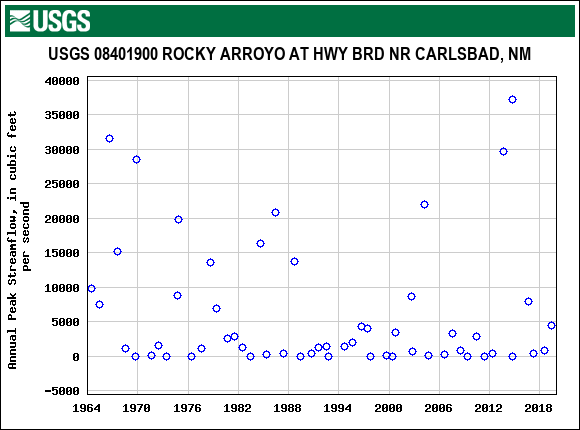 USGS
USGS 08401900 ROCKY ARROYO AT HWY BRD NR CARLSBAD, NM
Annual Peak Streamflow, in cubic feet
per second
40000
35000
30000
25000
20000
15000
10000
5000
0
-5000
1964 1970 1976 1982 1988 1994 2000 2006 2012 2018